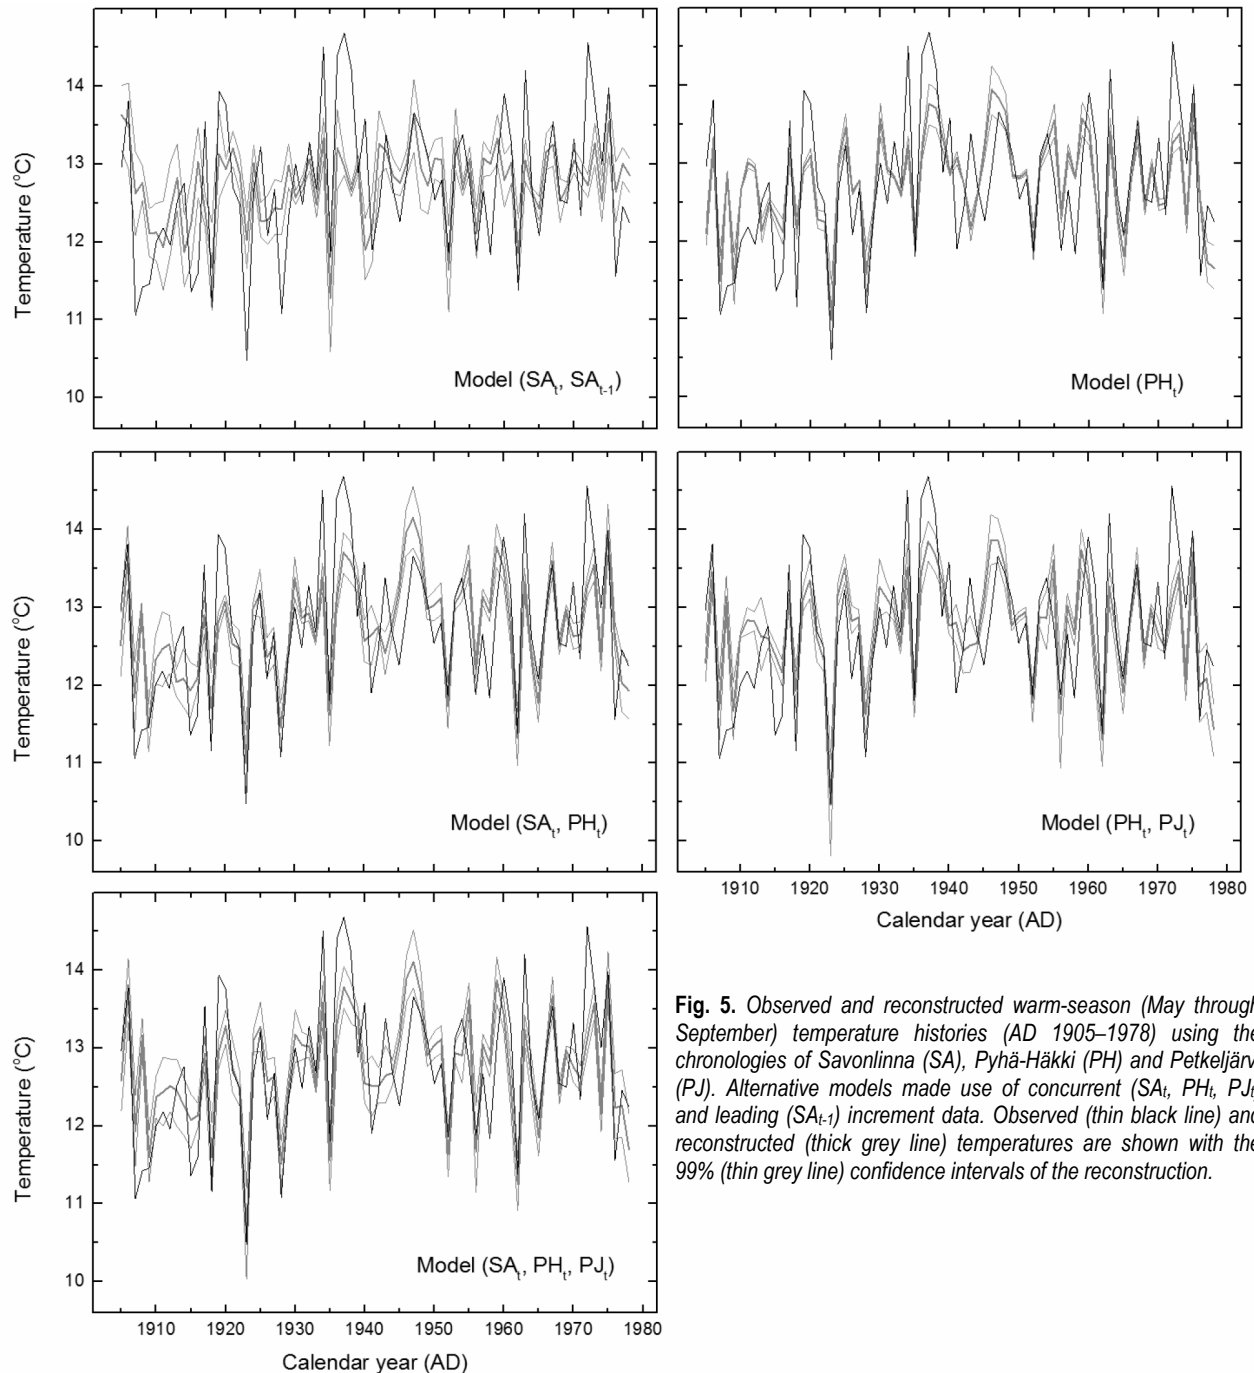 14
13
12
11
10
Temperature (°C)
Model (SAt, SAt-1)
Model (PHt)
14
13
12
11
10
Temperature (°C)
Model (SAt, PHt)
Model (PHt, PJt)
1910 1920 1930 1940 1950 1960 1970 1980
Calendar year (AD)
14
13
12
11
10
Temperature (°C)
Model (SAt, PHt, PJt)
1910 1920 1930 1940 1950 1960 1970 1980
Calendar year (AD)
Fig. 5. Observed and reconstructed warm-season (May through
September) temperature histories (AD 1905–1978) using the
chronologies of Savonlinna (SA), Pyhä-Häkki (PH) and Petkeljärv
(PJ). Alternative models made use of concurrent (SAt, PHt, PJt
and leading (SAt-1) increment data. Observed (thin black line) and
reconstructed (thick grey line) temperatures are shown with the
99% (thin grey line) confidence intervals of the reconstruction.